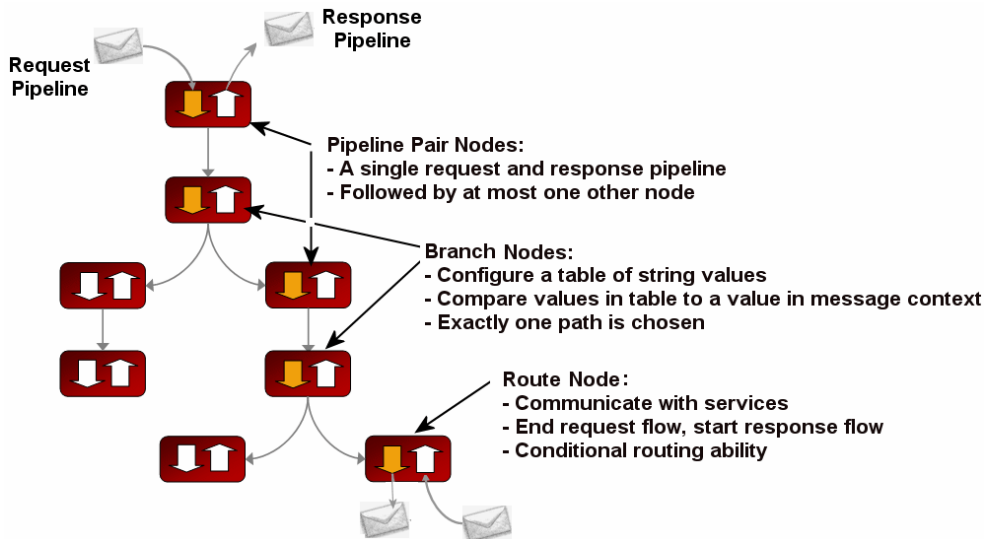 Response
Pipeline
Request
Pipeline
Pipeline Pair Nodes:
- A single request and response pipeline
- Followed by at most one other node
Branch Nodes:
- Configure a table of string values
- Compare values in table to a value in message context
- Exactly one path is chosen
Route Node:
- Communicate with services
- End request flow, start response flow
- Conditional routing ability